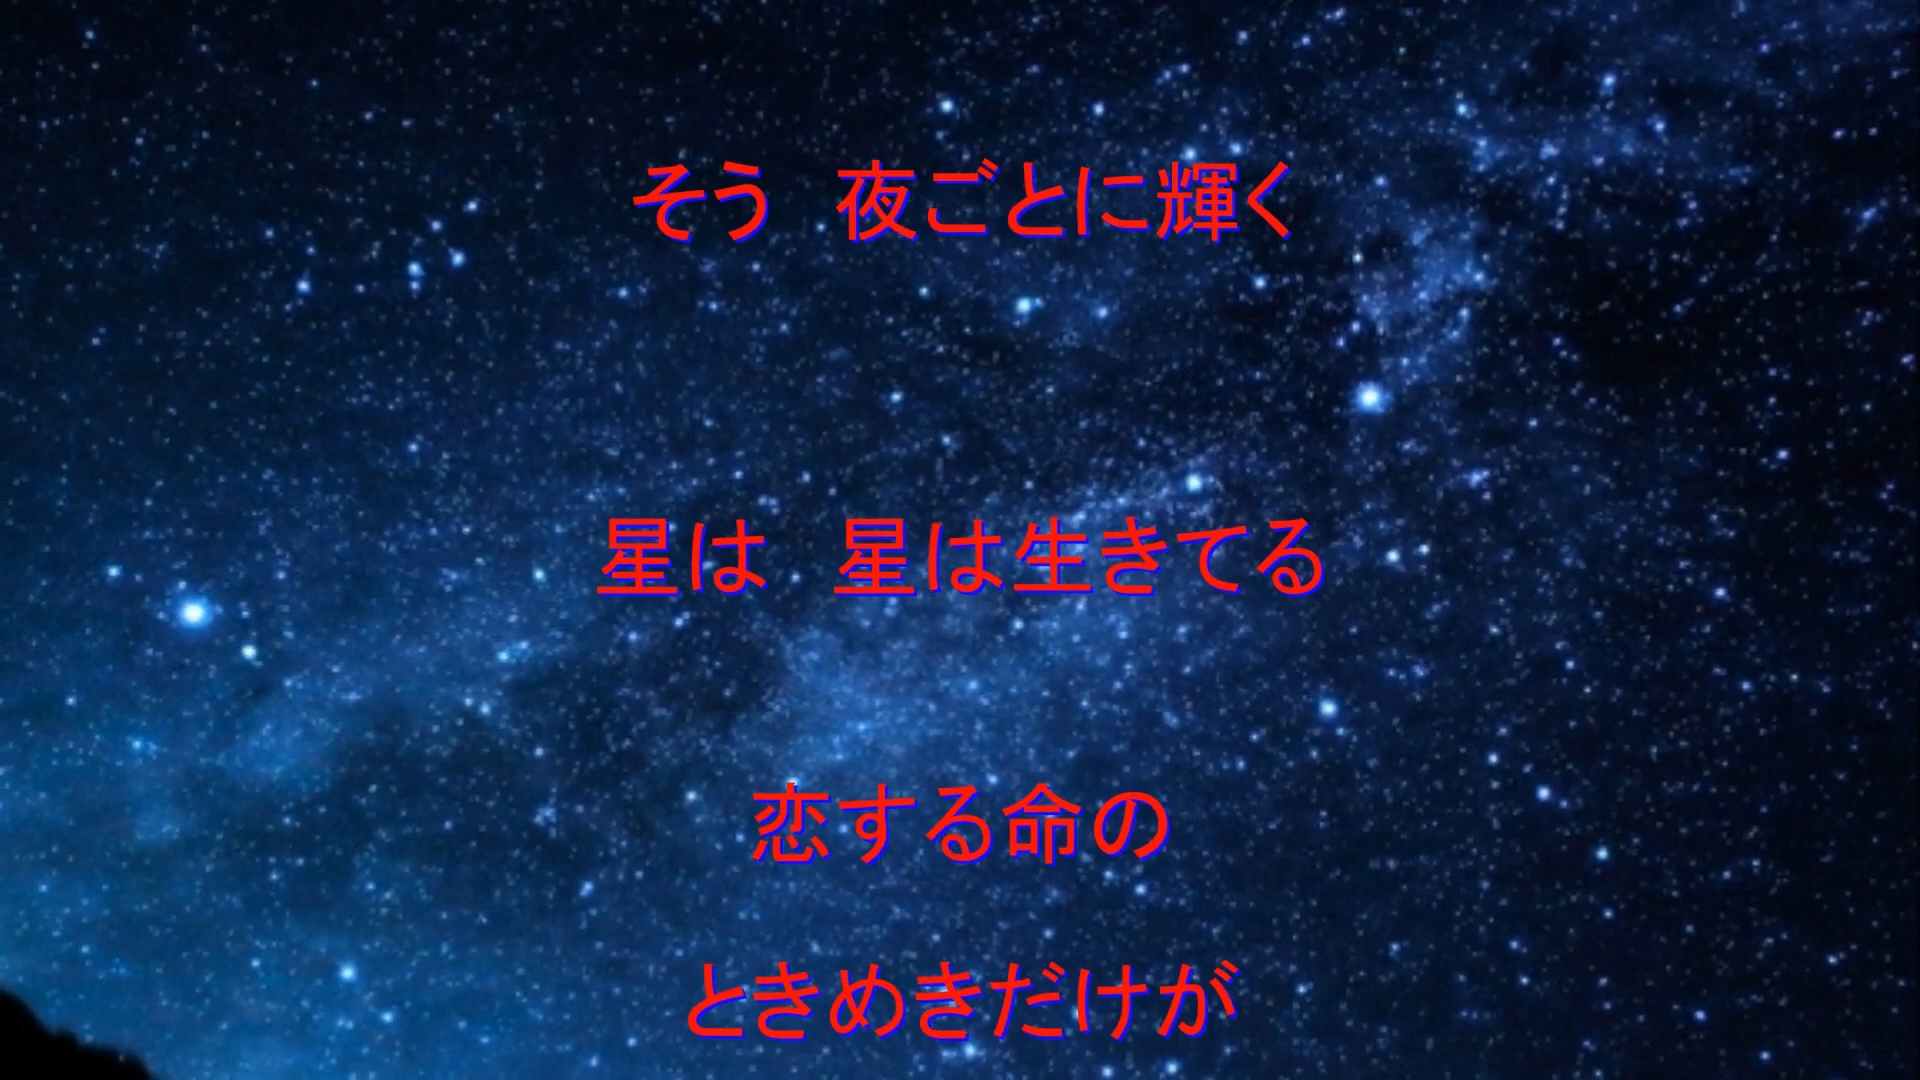 そう　夜ごとに輝く
星は　星は生きてる
恋する命の
ときめきだけが